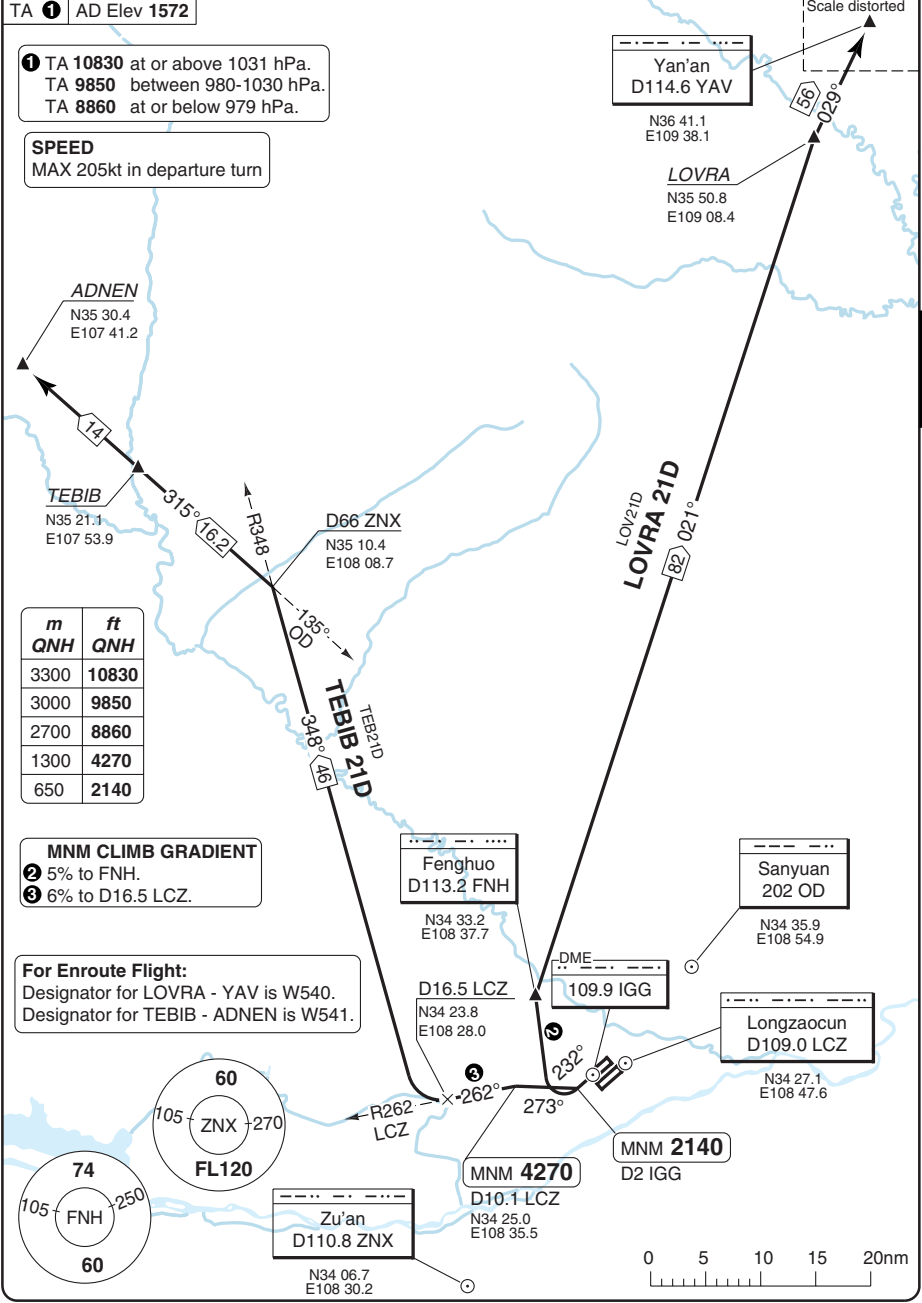 TA ❶ AD Elev 1572
❶ TA 10830 at or above 1031 hPa.
TA 9850 between 980-1030 hPa.
TA 8860 at or below 979 hPa.
SPEED
MAX 205kt in departure turn
Scale distorted
Yan'an
D114.6 YAV
N36 41.1
E109 38.1
56
029°
LOVRA
N35 50.8
E109 08.4
ADNEN
N35 30.4
E107 41.2
14
TEBIB
N35 21.1
E107 53.9
315°
16.2
R348
D66 ZNX
N35 10.4
E108 08.7
135°
OD
LOV21D
LOVRA 21D
82
021°
m
QNH
ft
QNH
3300 10830
3000 9850
2700 8860
1300 4270
650 2140
TEB21D
TEBIB 21D
348°
46
MNM CLIMB GRADIENT
❷ 5% to FNH.
❸ 6% to D16.5 LCZ.
Fenghuo
D113.2 FNH
N34 33.2
E108 37.7
Sanyuan
202 OD
N34 35.9
E108 54.9
For Enroute Flight:
Designator for LOVRA - YAV is W540.
Designator for TEBIB - ADNEN is W541.
D16.5 LCZ
N34 23.8
E108 28.0
DME
109.9 IGG
Longzaocun
D109.0 LCZ
N34 27.1
E108 47.6
❷
232°
❸
262°
273°
R262
LCZ
60
105 ZNX 270
FL120
74
105 FNH 250
60
MNM 2140
D2 IGG
MNM 4270
D10.1 LCZ
N34 25.0
E108 35.5
Zu'an
D110.8 ZNX
N34 06.7
E108 30.2
0 5 10 15 20nm